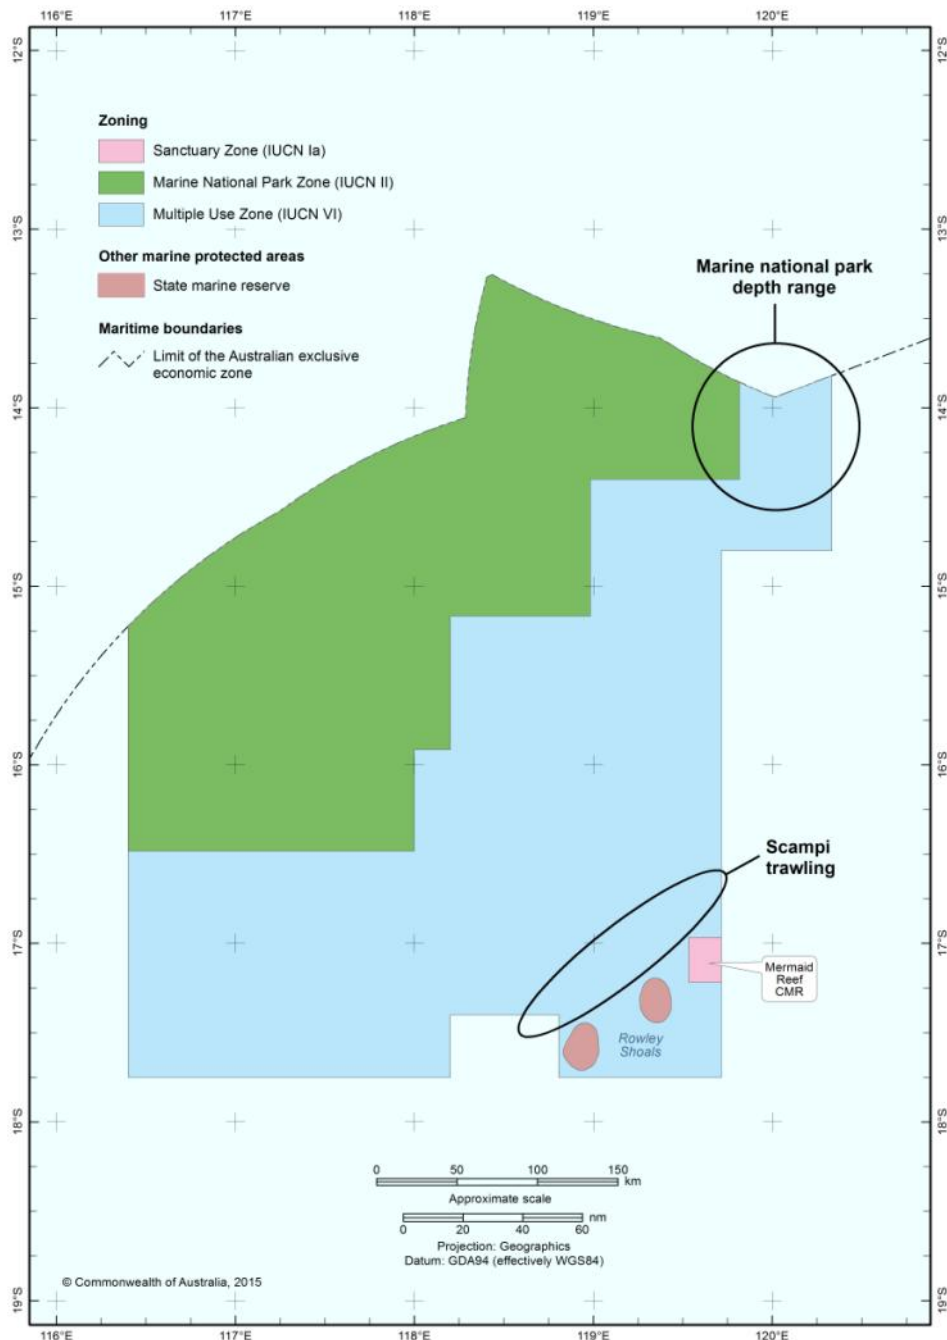 116°E 117°E 118°E 119°E 120°E
12°S 12°S
Zoning
Sanctuary Zone (IUCN Ia)
Marine National Park Zone (IUCN II)
Multiple Use Zone (IUCN VI)
13°S 13°S
Other marine protected areas
State marine reserve
Marine national park
depth range
Maritime boundaries
Limit of the Australian exclusive
economic zone
14°S 14°S
15°S 15°S
16°S 16°S
Scampi
trawling
17°S 17°S
Mermaid
Reef
CMR
Rowley
Shoals
18°S 18°S
0 50 100 150
km
Approximate scale
nm
0 20 40 60
Projection: Geographics
Datum: GDA94 (effectively WGS84)
© Commonwealth of Australia, 2015
19°S 19°S
116°E 117°E 118°E 119°E 120°E